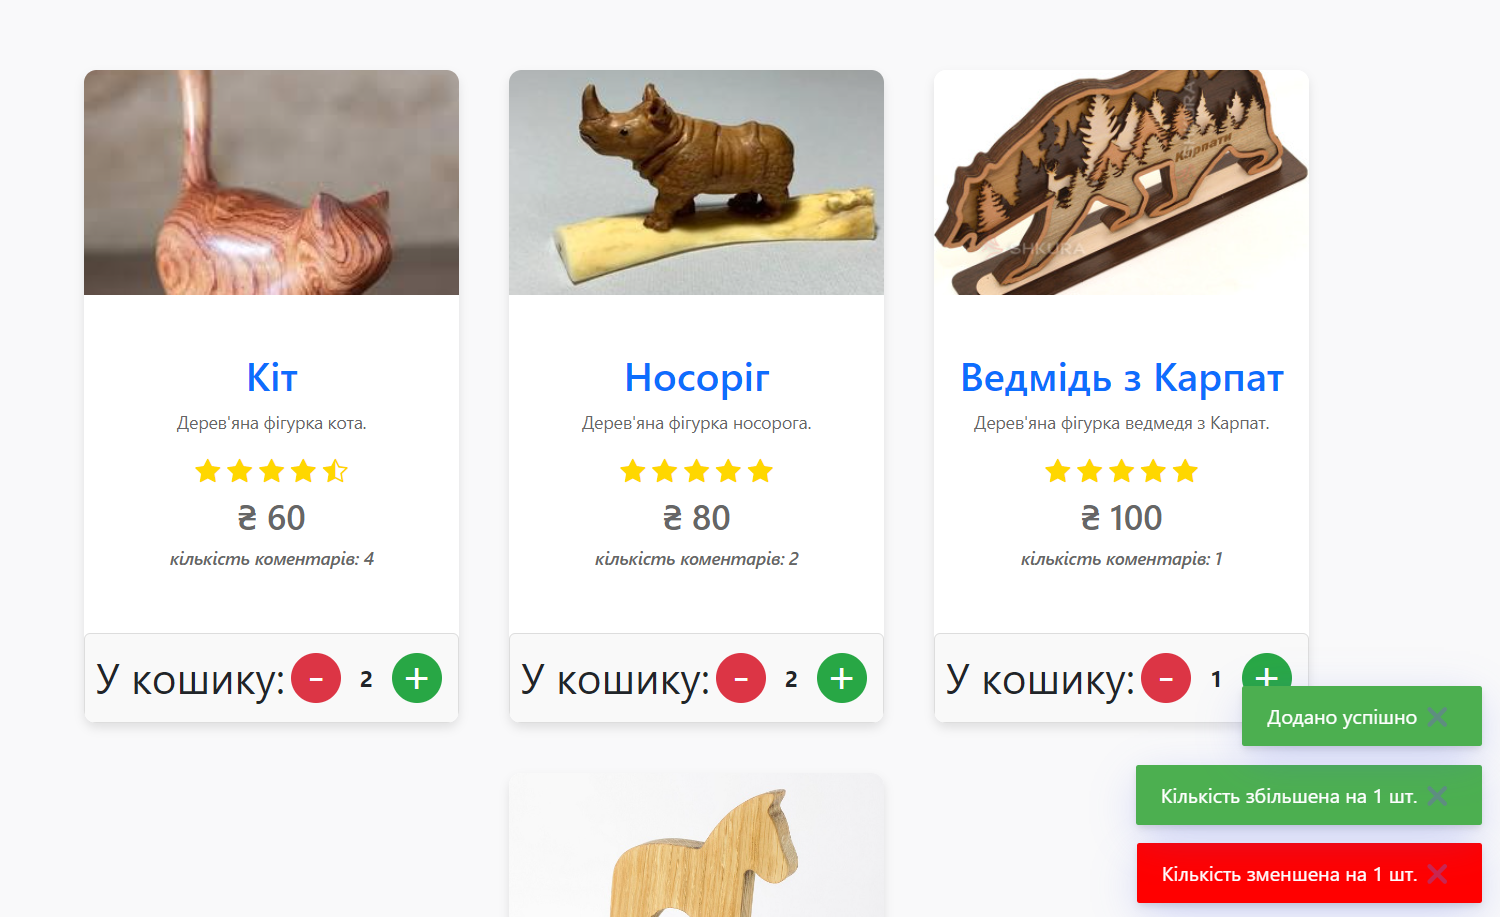 Карпати
SHKURA
Кіт
Дерев'яна фігурка кота.
₴ 60
кількість коментарів: 4
У кошику: - 2 +
Носоріг
Дерев'яна фігурка носорога.
₴ 80
кількість коментарів: 2
У кошику: - 2 +
Ведмідь з Карпат
Дерев'яна фігурка ведмедя з Карпат.
₴ 100
кількість коментарів: 1
У кошику: - 1 +
Додано успішно
Кількість збільшена на 1 шт.
Кількість зменшена на 1 шт.